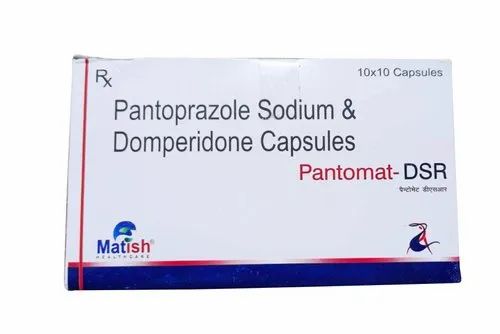 Rx
10x10 Capsules
Pantoprazole Sodium &
Domperidone Capsules
Pantomat-DSR
पैन्टोमेट डीएसआर
Matish®
HEALTHCARE